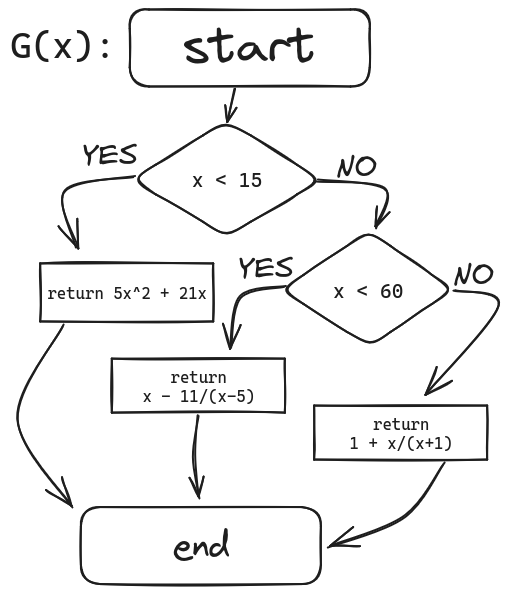 G(x):
start
YES
NO
x < 15
YES
NO
return 5x^2 + 21x
x < 60
return
x - 11/(x-5)
return
1 + x/(x+1)
end